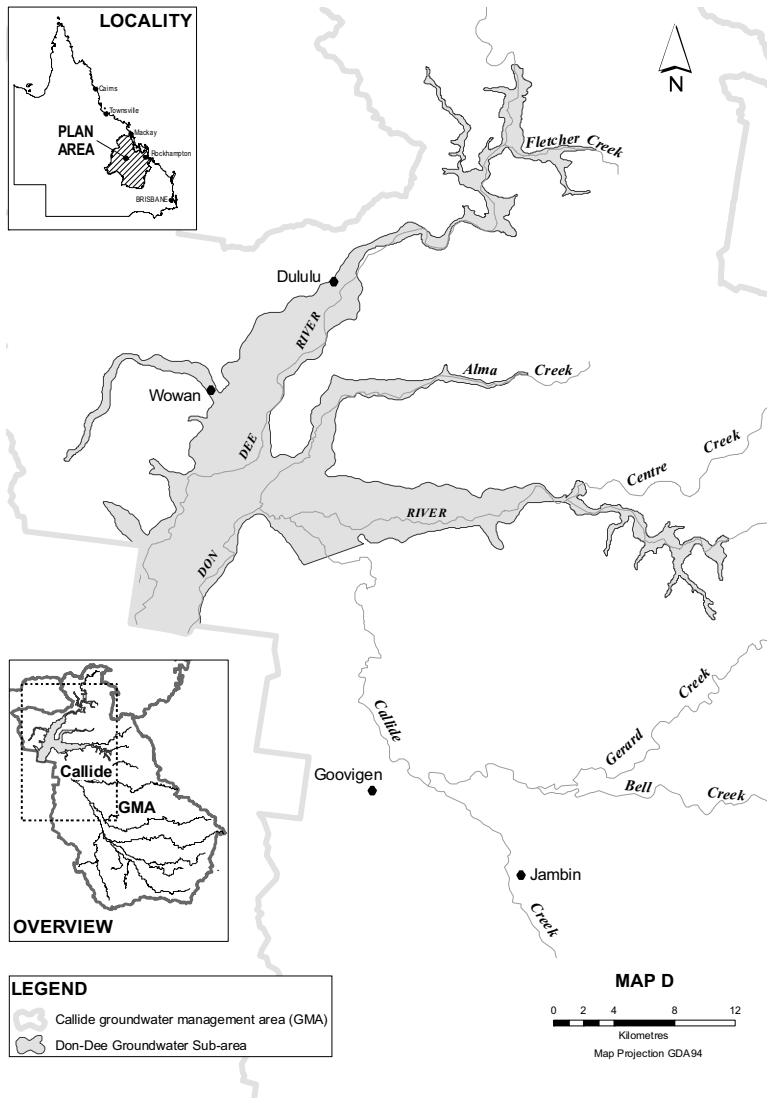 LOCALITY
Cairns
Townsville
Mackay
PLAN
AREA
Rockhampton
BRISBANE
N
Fletcher Creek
Dululu
RIVER
Alma Creek
Wowan
DEE
Centre Creek
RIVER
DON
Callide
Gerard Creek
Goovigen
Bell Creek
Jambin
Creek
Callide
GMA
OVERVIEW
LEGEND
Callide groundwater management area (GMA)
Don-Dee Groundwater Sub-area
MAP D
0 2 4 8 12
Kilometres
Map Projection GDA94